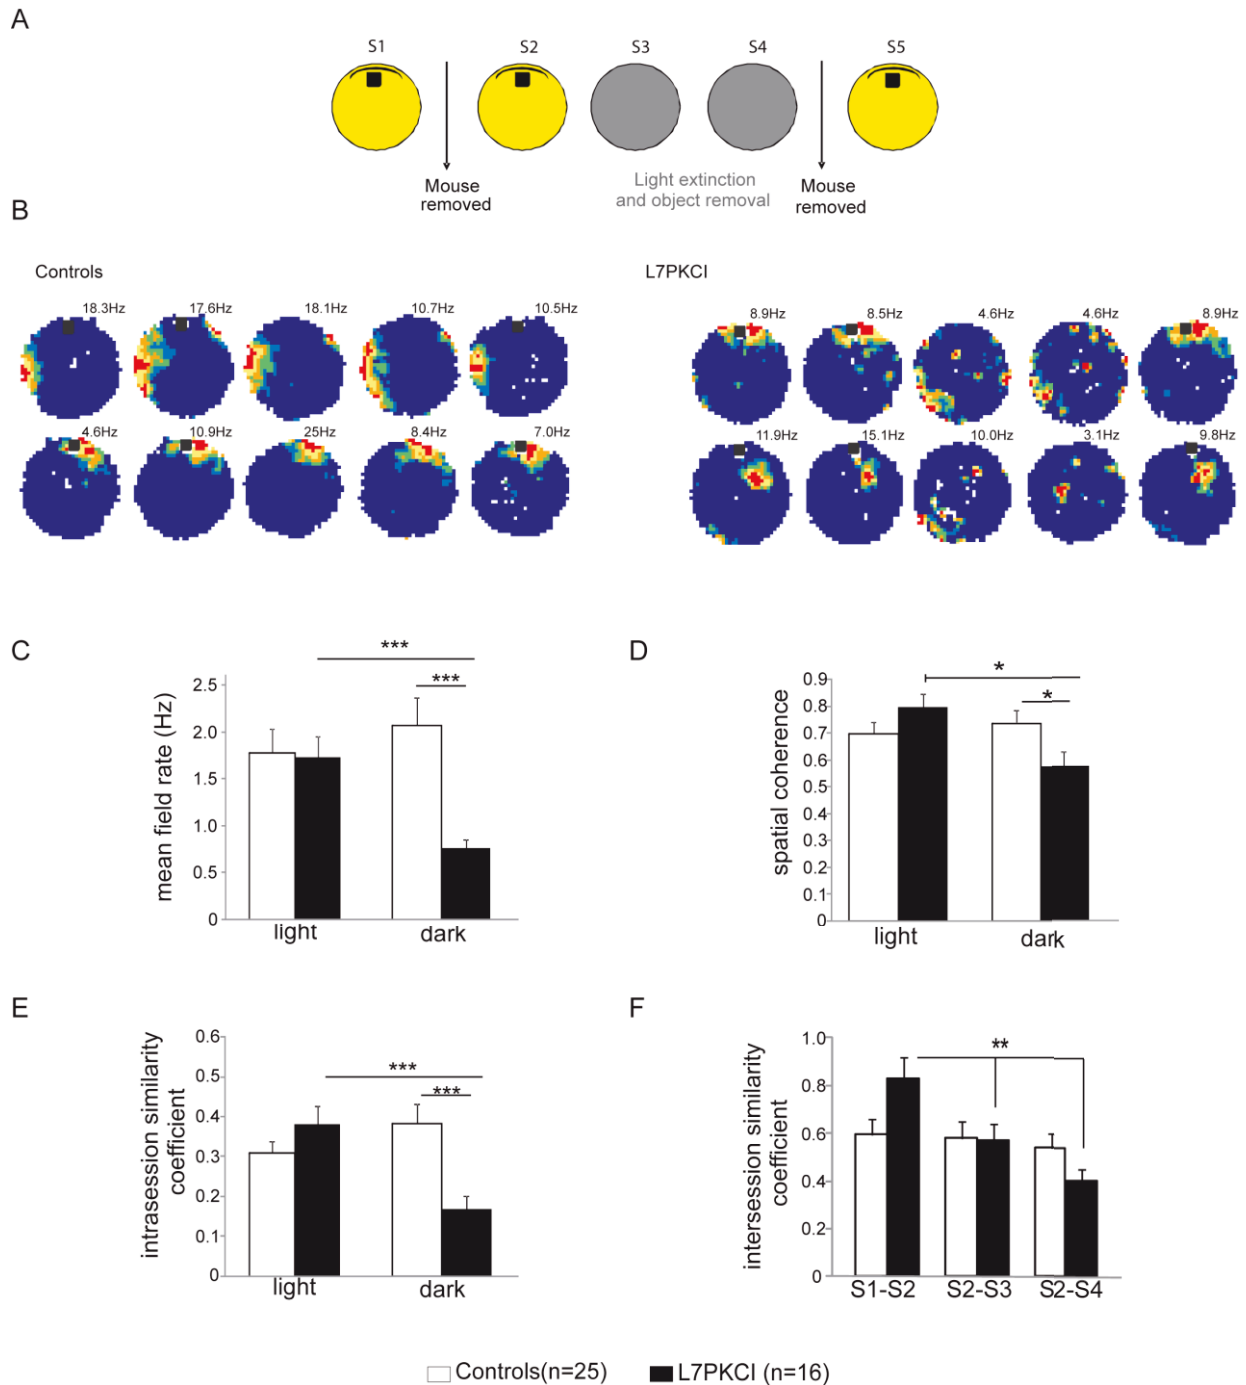 A
S1
S2
S3
S4
S5
Mouse
removed
Light extinction
and object removal
Mouse
removed
B
Controls
L7PKCI
18.3Hz
17.6Hz
18.1Hz
10.7Hz
10.5Hz
4.6Hz
10.9Hz
25Hz
8.4Hz
7.0Hz
8.9Hz
8.5Hz
4.6Hz
4.6Hz
8.9Hz
11.9Hz
15.1Hz
10.0Hz
3.1Hz
9.8Hz
C
***
***
mean field rate (Hz)
2.5
2.0
1.5
1.0
0.5
0
light
dark
D
*
*
spatial coherence
0.9
0.8
0.7
0.6
0.5
0.4
0.3
0.2
0.1
0
light
dark
E
***
***
intrasession similarity
coefficient
0.6
0.5
0.4
0.3
0.2
0.1
0
light
dark
F
**
intersession similarity
coefficient
1.0
0.8
0.6
0.4
0.2
0
S1-S2
S2-S3
S2-S4
Controls(n=25)
L7PKCI (n=16)